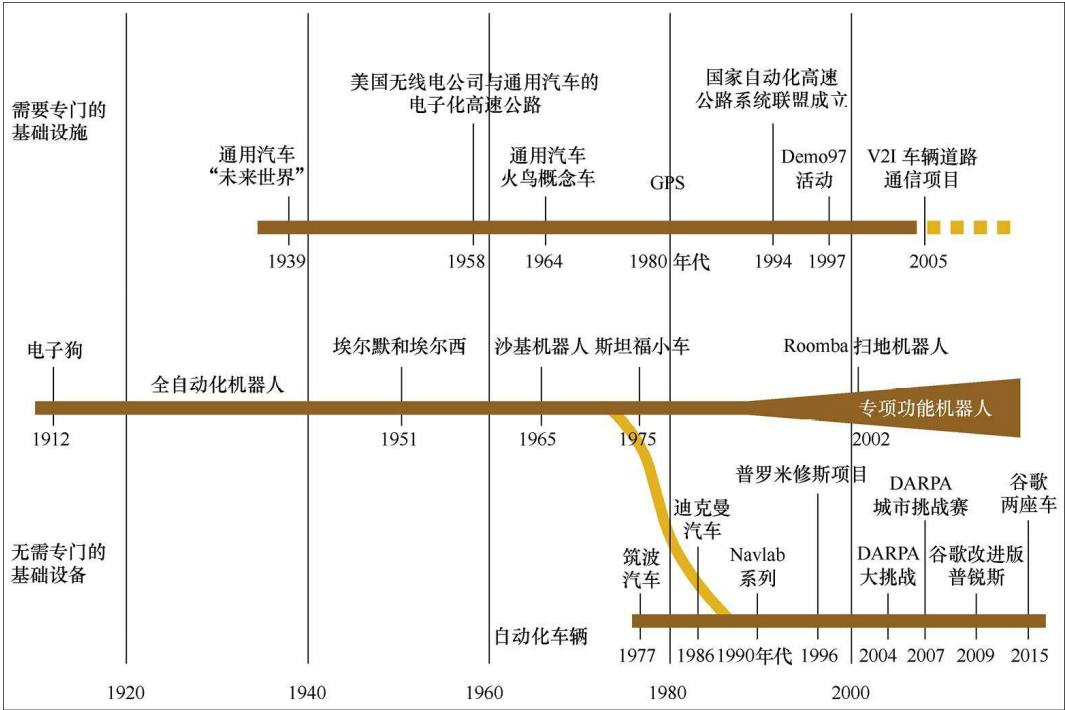 美国无线电公司与通用汽车的
电子化高速公路
国家自动化高速
公路系统联盟成立
需要专门的
基础设施
通用汽车
“未来世界”
通用汽车
火鸟概念车
GPS
Demo97
活动
V2I 车辆道路
通信项目
1939
1958
1964
1980 年代
1994
1997
2005
电子狗
全自动化机器人
埃尔默和埃尔西
沙基机器人
斯坦福小车
Roomba 扫地机器人
专项功能机器人
1912
1951
1965
1975
2002
无需专门的
基础设备
筑波
汽车
迪克曼
汽车
Navlab
系列
普罗米修斯项目
DARPA
大挑战
DARPA
城市挑战赛
谷歌改进版
普锐斯
谷歌
两座车
自动化车辆
1977
1986
1990年代
1996
2004
2007
2009
2015
1920
1940
1960
1980
2000